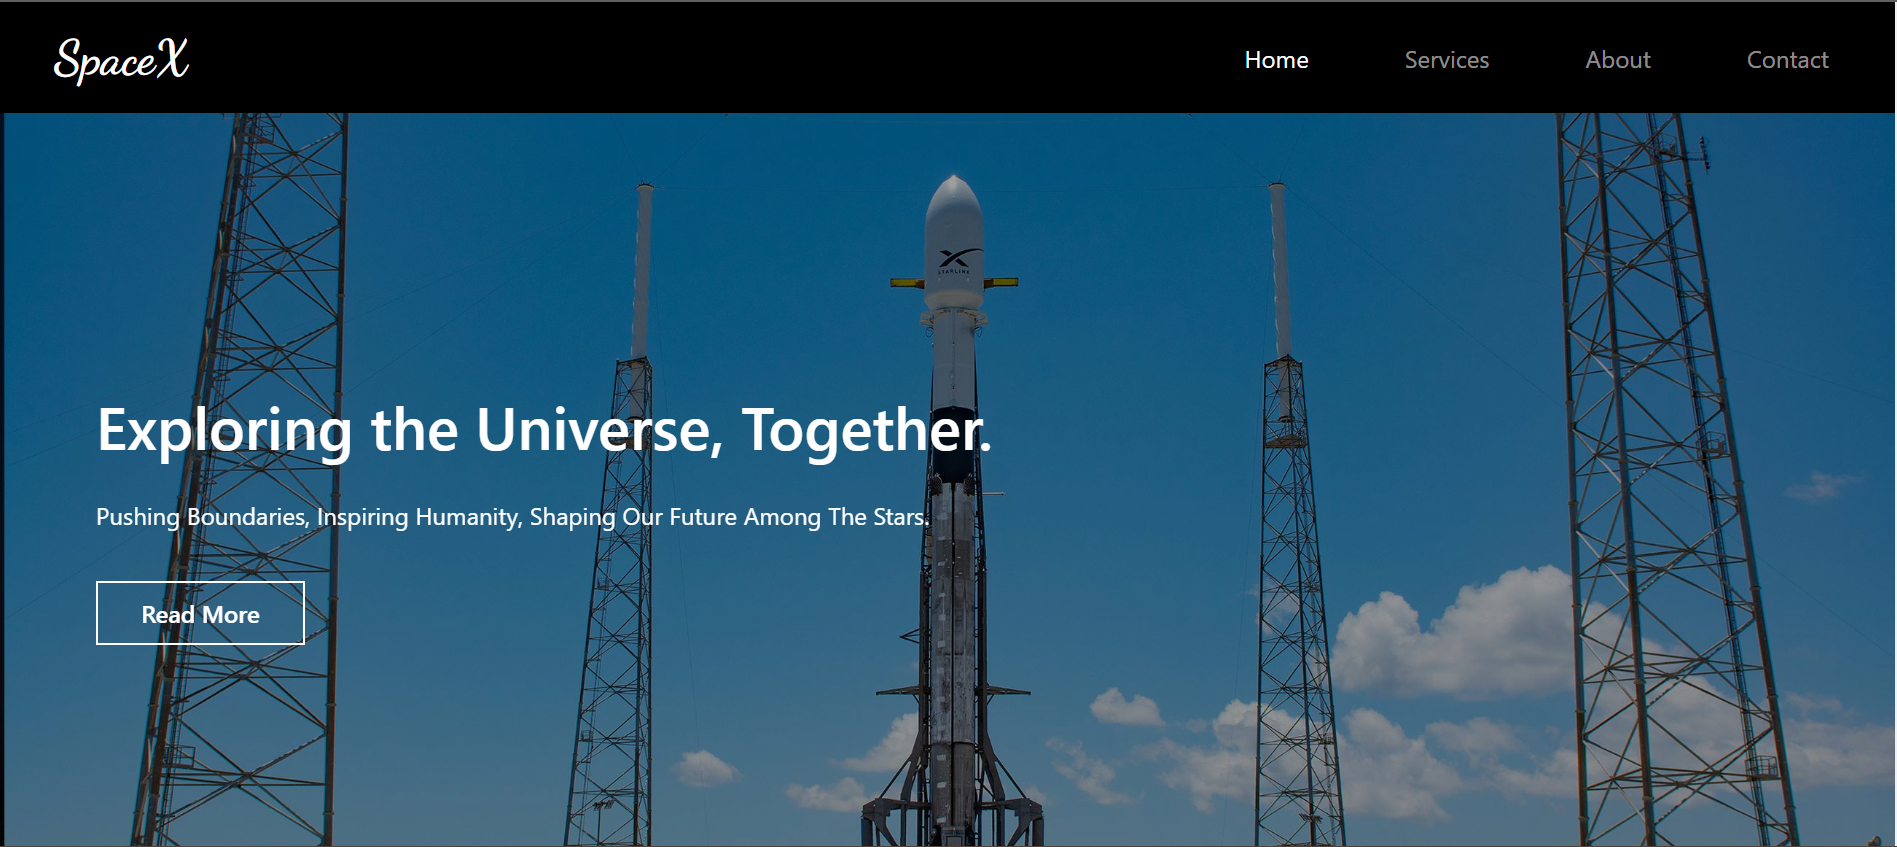 SpaceX
Home Services About Contact
STARLINK
Exploring the Universe, Together.
Pushing Boundaries, Inspiring Humanity, Shaping Our Future Among The Stars.
Read More